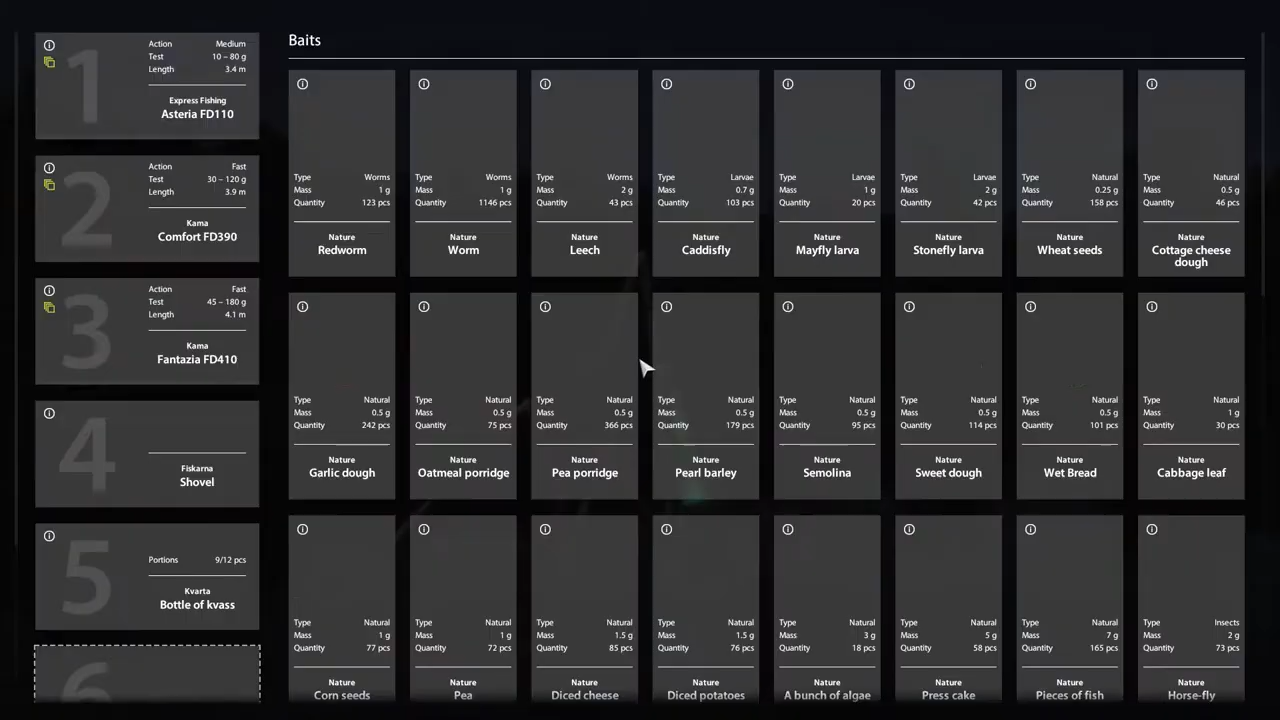 1
Action Medium
Test 10 – 80 g
Length 3.4 m
Express Fishing
Asteria FD110
2
Action Fast
Test 30 – 120 g
Length 3.9 m
Kama
Comfort FD390
3
Action Fast
Test 45 – 180 g
Length 4.1 m
Kama
Fantazia FD410
4
Fiskarna
Shovel
5
Portions 9/12 pcs
Kvarta
Bottle of kvass
6
Baits
Type Worms
Mass 1 g
Quantity 123 pcs
Nature
Redworm
Type Worms
Mass 1 g
Quantity 1146 pcs
Nature
Worm
Type Worms
Mass 2 g
Quantity 43 pcs
Nature
Leech
Type Larvae
Mass 0.7 g
Quantity 103 pcs
Nature
Caddisfly
Type Larvae
Mass 1 g
Quantity 20 pcs
Nature
Mayfly larva
Type Larvae
Mass 2 g
Quantity 42 pcs
Nature
Stonefly larva
Type Natural
Mass 0.25 g
Quantity 158 pcs
Nature
Wheat seeds
Type Natural
Mass 0.5 g
Quantity 46 pcs
Nature
Cottage cheese
dough
Type Natural
Mass 0.5 g
Quantity 242 pcs
Nature
Garlic dough
Type Natural
Mass 0.5 g
Quantity 75 pcs
Nature
Oatmeal porridge
Type Natural
Mass 0.5 g
Quantity 366 pcs
Nature
Pea porridge
Type Natural
Mass 0.5 g
Quantity 179 pcs
Nature
Pearl barley
Type Natural
Mass 0.5 g
Quantity 95 pcs
Nature
Semolina
Type Natural
Mass 0.5 g
Quantity 114 pcs
Nature
Sweet dough
Type Natural
Mass 0.5 g
Quantity 101 pcs
Nature
Wet Bread
Type Natural
Mass 1 g
Quantity 30 pcs
Nature
Cabbage leaf
Type Natural
Mass 1 g
Quantity 77 pcs
Nature
Corn seeds
Type Natural
Mass 1 g
Quantity 72 pcs
Nature
Pea
Type Natural
Mass 1.5 g
Quantity 85 pcs
Nature
Diced cheese
Type Natural
Mass 1.5 g
Quantity 76 pcs
Nature
Diced potatoes
Type Natural
Mass 3 g
Quantity 18 pcs
Nature
A bunch of algae
Type Natural
Mass 5 g
Quantity 58 pcs
Nature
Press cake
Type Natural
Mass 7 g
Quantity 165 pcs
Nature
Pieces of fish
Type Insects
Mass 2 g
Quantity 73 pcs
Nature
Horse-fly